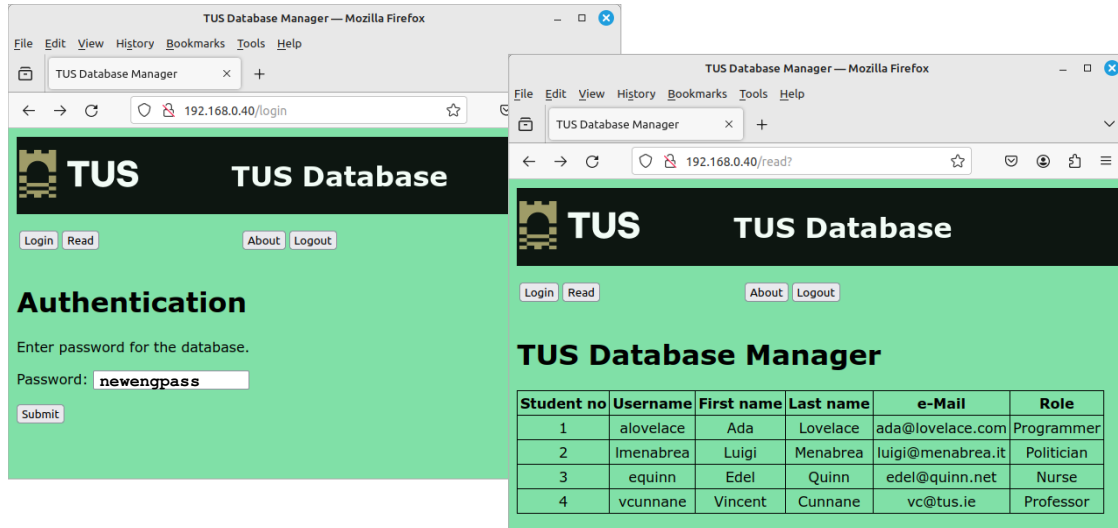 TUS Database Manager — Mozilla Firefox
File Edit View History Bookmarks Tools Help
TUS Database Manager
192.168.0.40/login
TUS TUS Database
Login Read About Logout
Authentication
Enter password for the database.
Password: newengpass
Submit
TUS Database Manager — Mozilla Firefox
File Edit View History Bookmarks Tools Help
TUS Database Manager
192.168.0.40/read?
TUS TUS Database
Login Read About Logout
TUS Database Manager
Student no Username First name Last name e-Mail Role
1 alovelace Ada Lovelace ada@lovelace.com Programmer
2 lmenabrea Luigi Menabrea luigi@menabrea.it Politician
3 equinn Edel Quinn edel@quinn.net Nurse
4 vcunnane Vincent Cunnane vc@tus.ie Professor